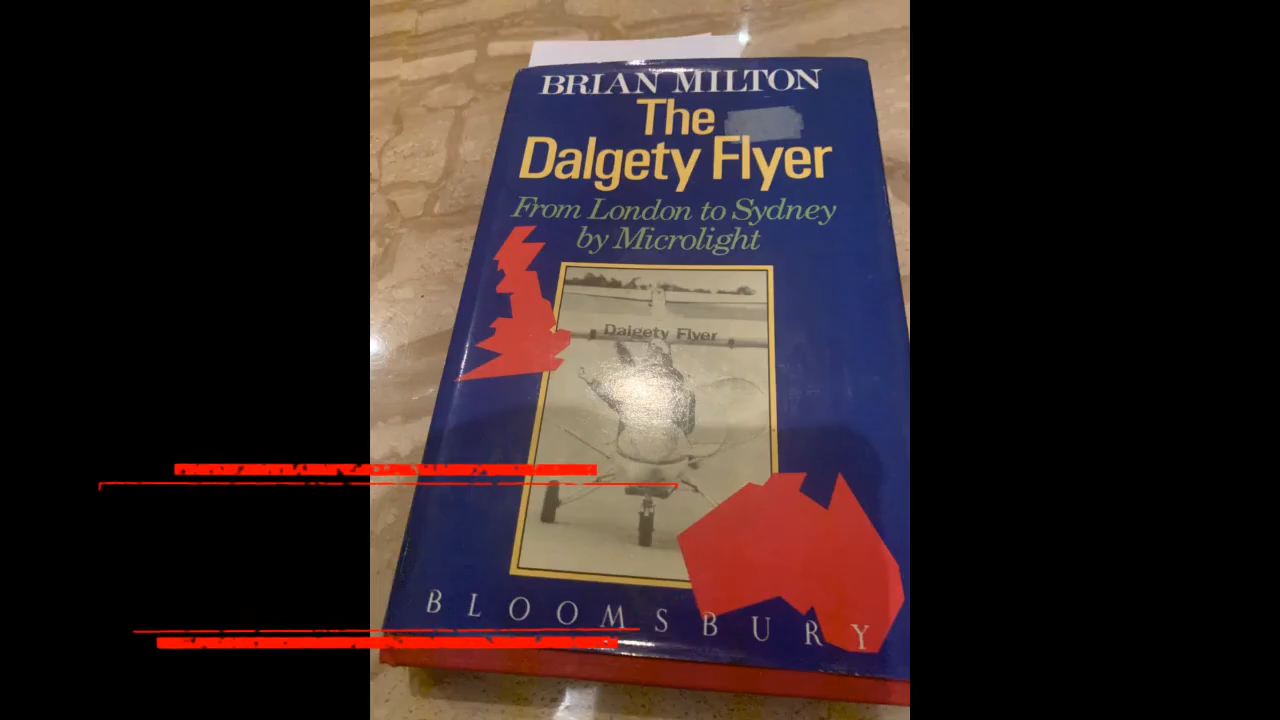 BRIAN MILTON
The
Dalgety Flyer
From London to Sydney
by Microlight
Dalgety Flyer
BLOOMSBURY